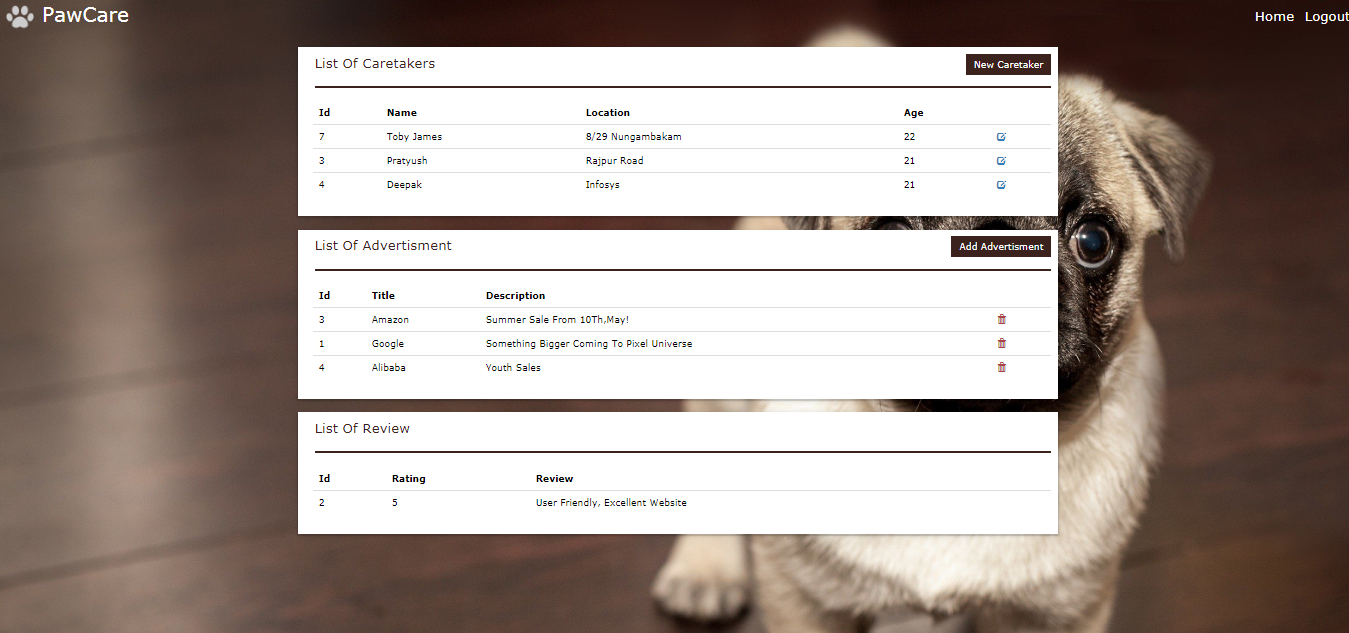 PawCare Home Logout
List Of Caretakers New Caretaker
Id Name Location Age
7 Toby James 8/29 Nungambakam 22
3 Pratyush Rajpur Road 21
4 Deepak Infosys 21
List Of Advertisment Add Advertisment
Id Title Description
3 Amazon Summer Sale From 10Th,May!
1 Google Something Bigger Coming To Pixel Universe
4 Alibaba Youth Sales
List Of Review
Id Rating Review
2 5 User Friendly, Excellent Website